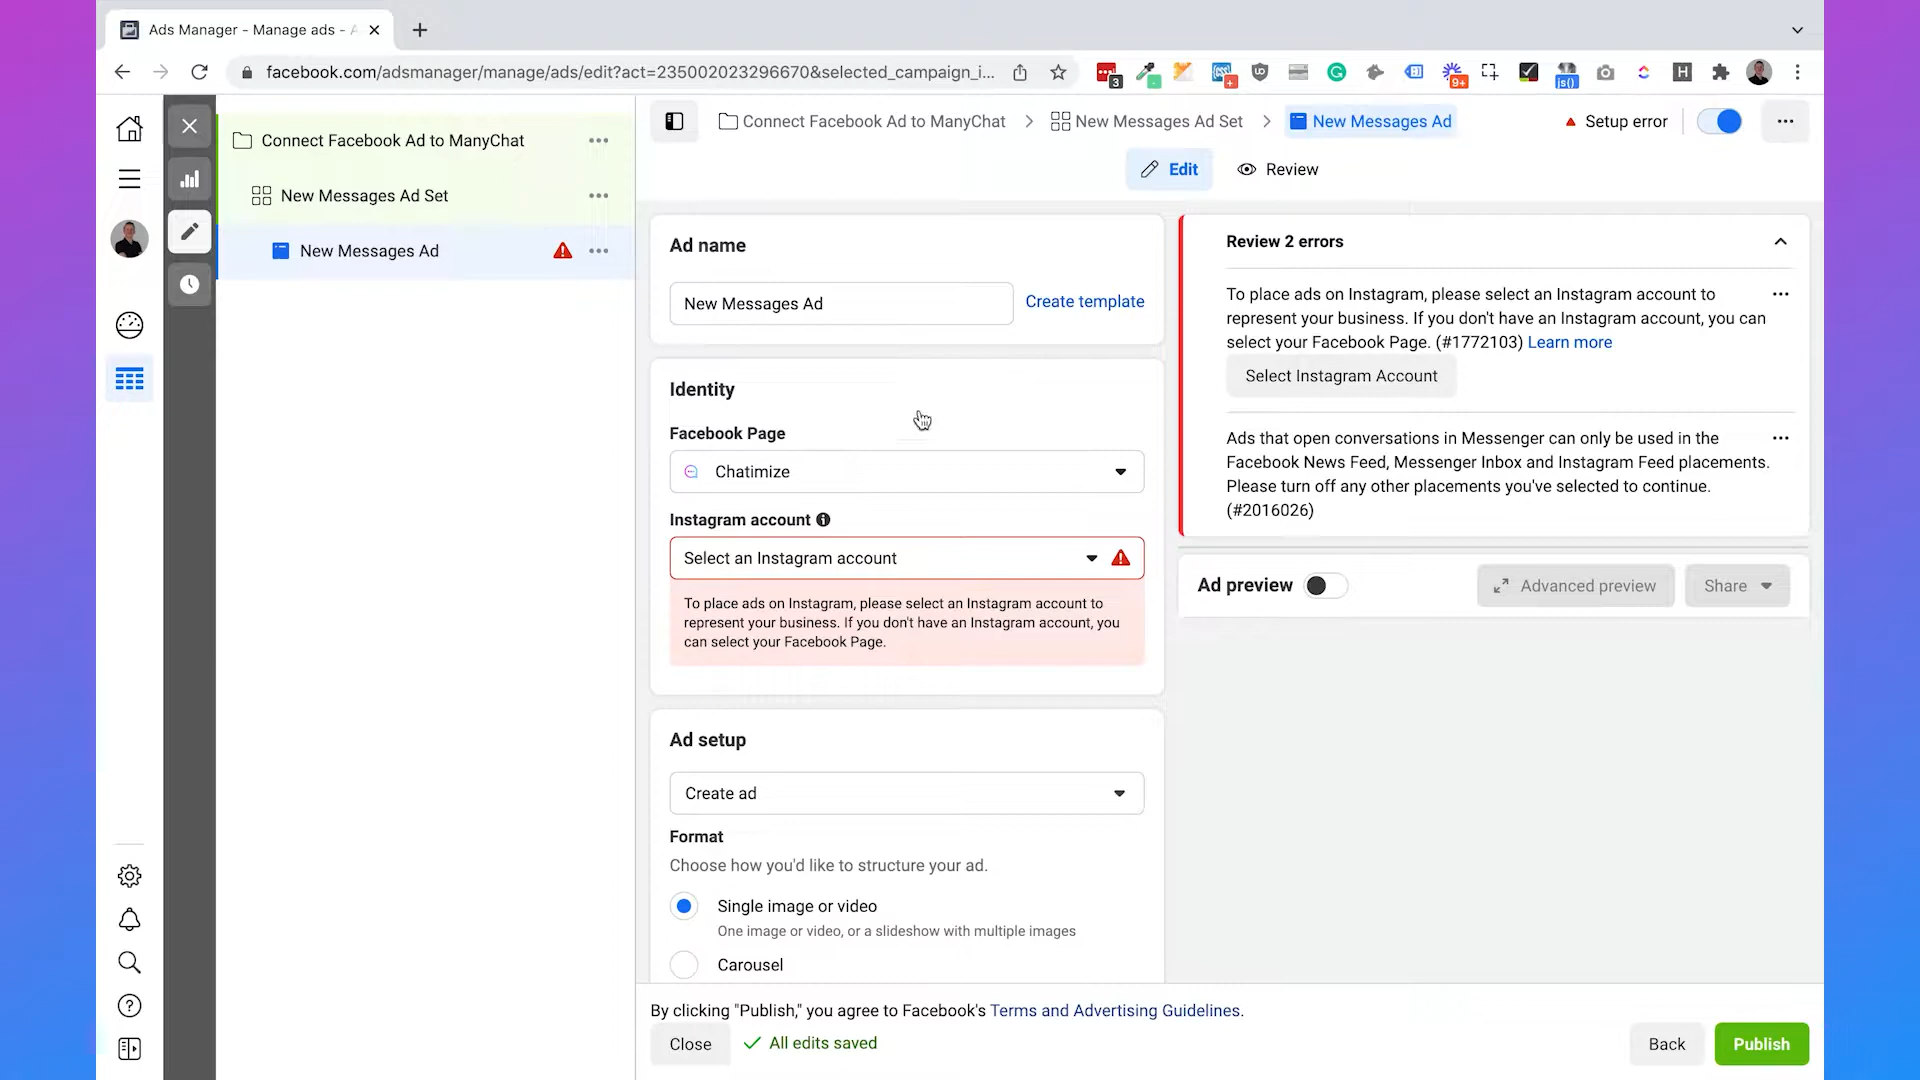 Ads Manager - Manage ads - A
facebook.com/adsmanager/manage/ads/edit?act=235002023296670&selected_campaign_i...
3
9+
js()
H
Connect Facebook Ad to ManyChat
New Messages Ad Set
New Messages Ad
Connect Facebook Ad to ManyChat
New Messages Ad Set
New Messages Ad
Setup error
Edit
Review
Ad name
New Messages Ad
Create template
Identity
Facebook Page
Chatimize
Instagram account
Select an Instagram account
To place ads on Instagram, please select an Instagram account to
represent your business. If you don't have an Instagram account, you
can select your Facebook Page.
Ad setup
Create ad
Format
Choose how you'd like to structure your ad.
Single image or video
One image or video, or a slideshow with multiple images
Carousel
Review 2 errors
To place ads on Instagram, please select an Instagram account to
represent your business. If you don't have an Instagram account, you can
select your Facebook Page. (#1772103) Learn more
Select Instagram Account
Ads that open conversations in Messenger can only be used in the
Facebook News Feed, Messenger Inbox and Instagram Feed placements.
Please turn off any other placements you've selected to continue.
(#2016026)
Ad preview
Advanced preview
Share
By clicking "Publish," you agree to Facebook's Terms and Advertising Guidelines.
Close
All edits saved
Back
Publish